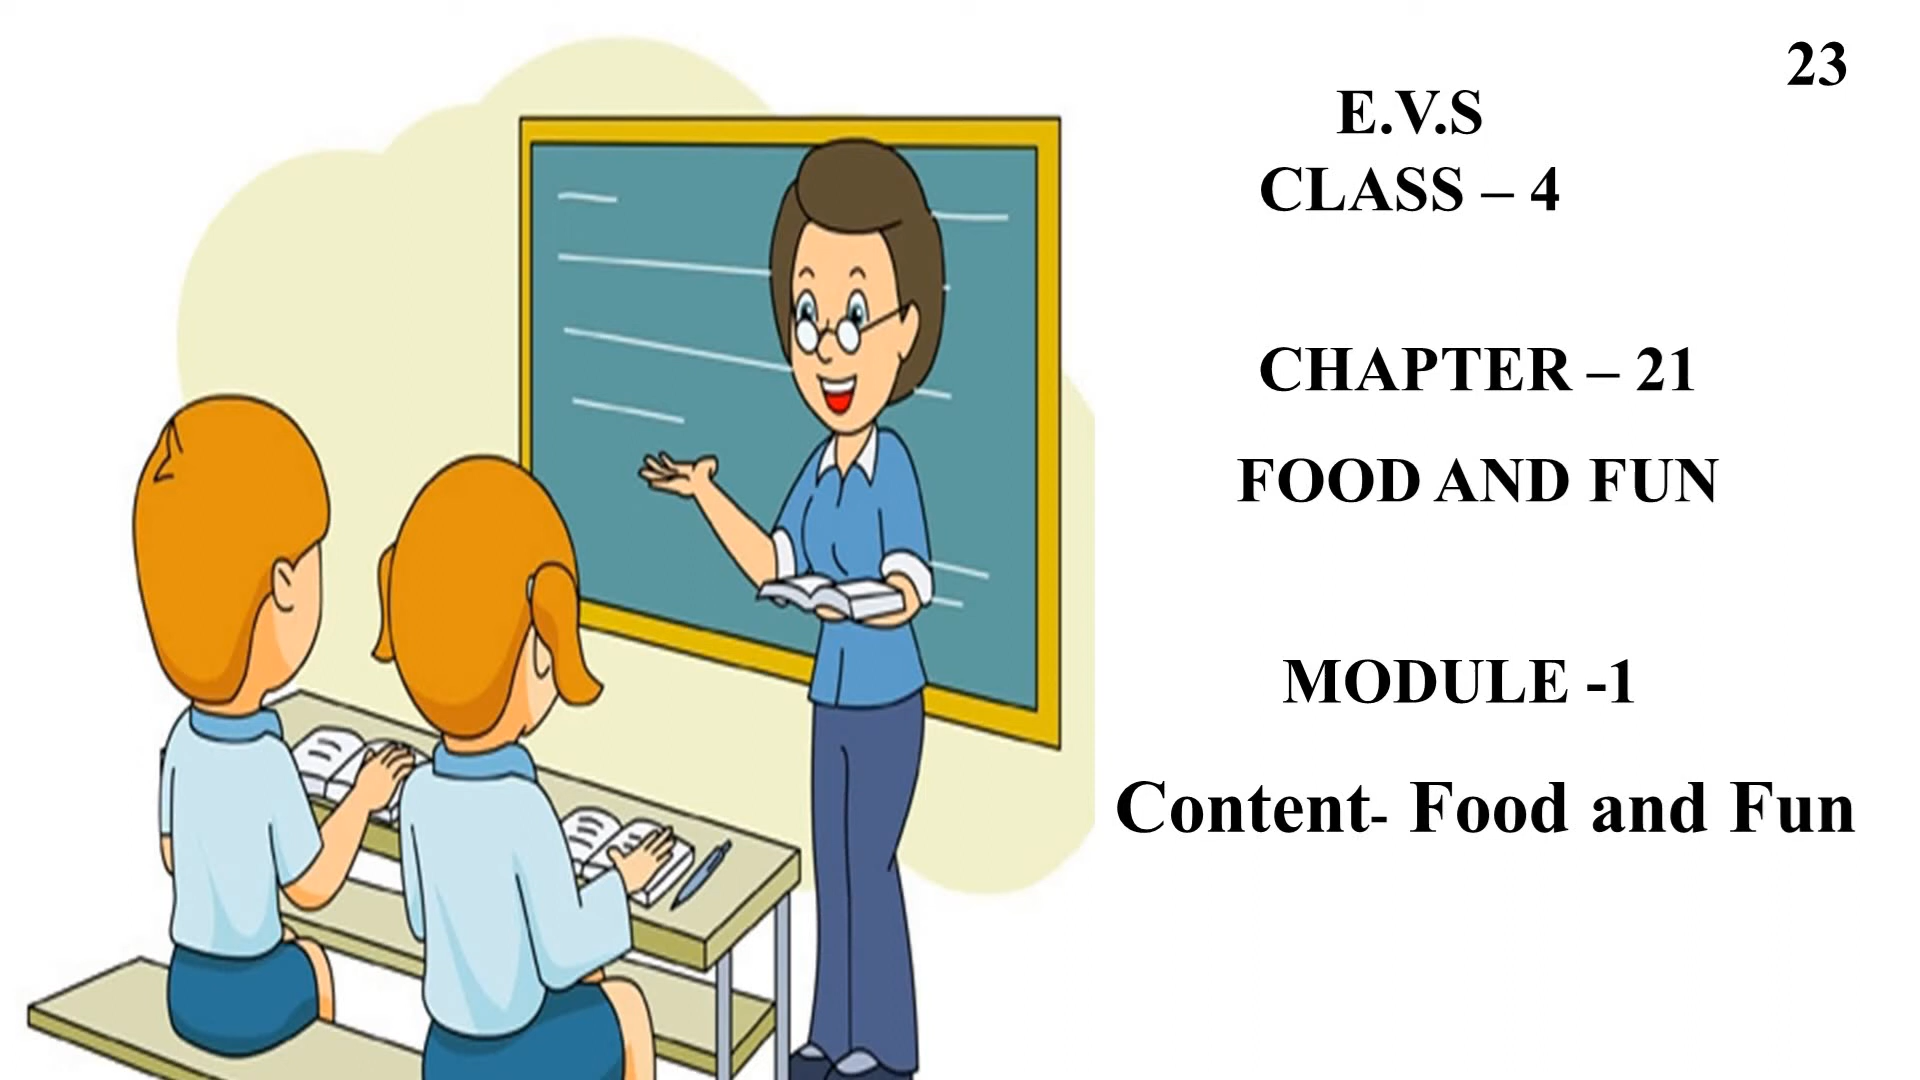 23
E.V.S
CLASS – 4
CHAPTER – 21
FOOD AND FUN
MODULE -1
Content- Food and Fun